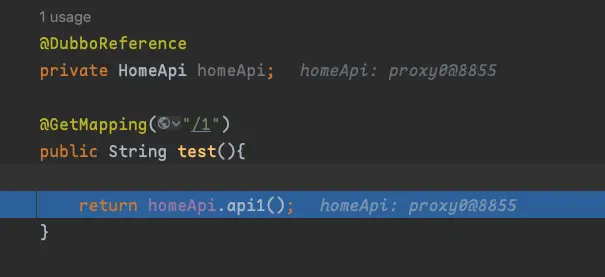 1 usage
@DubboReference
private HomeApi homeApi;  homeApi: proxy0@8855
@GetMapping("/1")
public String test(){
return homeApi.api1();  homeApi: proxy0@8855
}